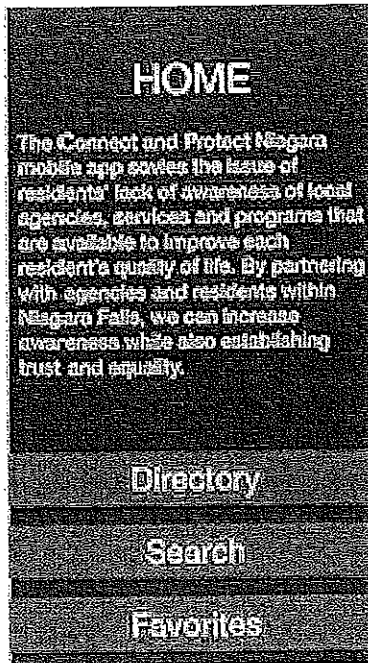 HOME
The Connect and Protect Niagara
mobile app solves the issue of
residents' lack of awareness of local
agencies, services and programs that
are available to improve each
resident's quality of life. By partnering
with agencies and residents within
Niagara Falls, we can increase
awareness while also establishing
trust and equality.
Directory
Search
Favorites